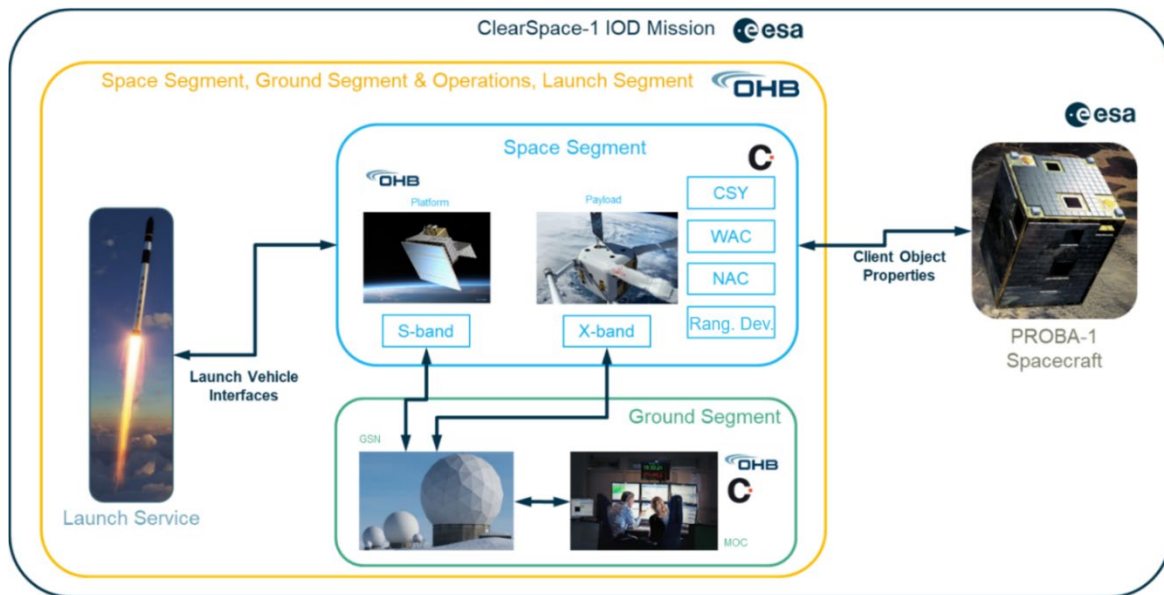 ClearSpace-1 IOD Mission esa
Space Segment, Ground Segment & Operations, Launch Segment OHB
esa
Space Segment
OHB
C
Platform
Payload
CSY
WAC
NAC
Rang. Dev.
S-band
X-band
Launch Vehicle
Interfaces
Client Object
Properties
PROBA-1
Spacecraft
Ground Segment
GSN
OHB
C
MOC
Launch Service